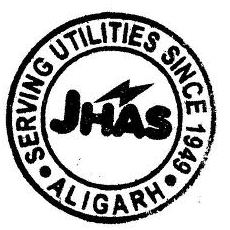 SERVING UTILITIES SINCE 1949
JHAS
ALIGARH